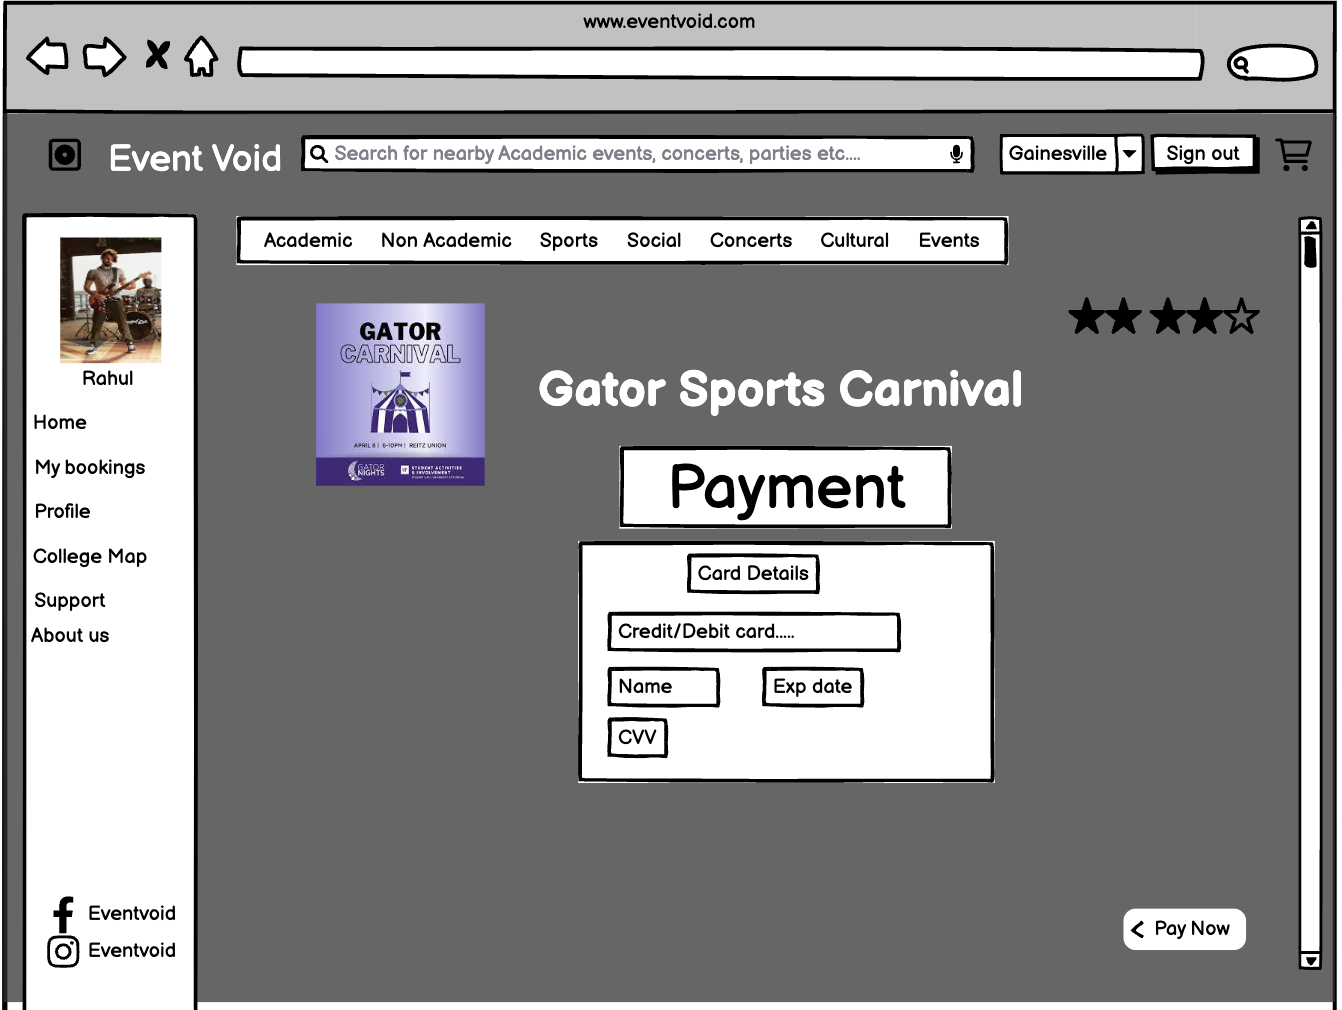 www.eventvoid.com
Event Void
Search for nearby Academic events, concerts, parties etc....
Gainesville
Sign out
Academic Non Academic Sports Social Concerts Cultural Events
Rahul
Home
My bookings
Profile
College Map
Support
About us
Eventvoid
Eventvoid
GATOR
CARNIVAL
APRIL 8 | 6-10PM | REITZ UNION
GATOR
NIGHTS
STUDENT ACTIVITIES
& INVOLVEMENT
Gator Sports Carnival
Payment
Card Details
Credit/Debit card.....
Name
Exp date
CVV
Pay Now